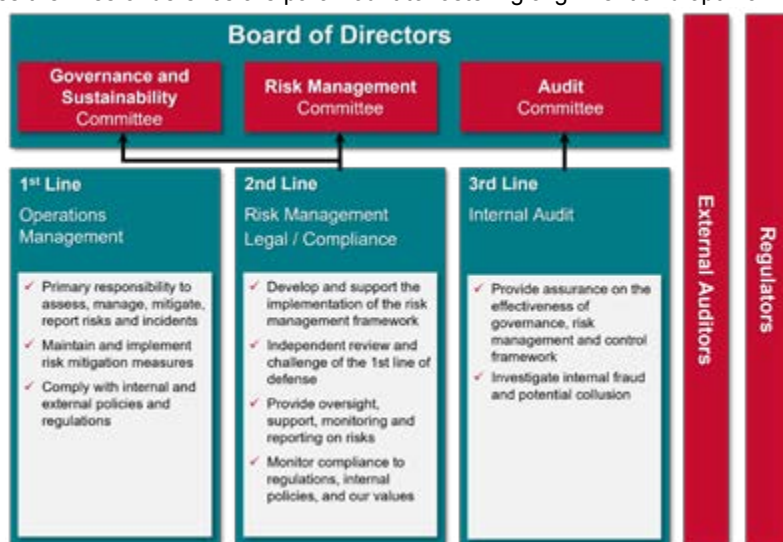 Board of Directors
Governance and
Sustainability
Committee
Risk Management
Committee
Audit
Committee
1st Line
Operations
Management
✓ Primary responsibility to
assess, manage, mitigate,
report risks and incidents
✓ Maintain and implement
risk mitigation measures
✓ Comply with internal and
external policies and
regulations
2nd Line
Risk Management
Legal / Compliance
✓ Develop and support the
implementation of the risk
management framework
✓ Independent review and
challenge of the 1st line of
defense
✓ Provide oversight,
support, monitoring and
reporting on risks
✓ Monitor compliance to
regulations, internal
policies, and our values
3rd Line
Internal Audit
✓ Provide assurance on the
effectiveness of
governance, risk
management and control
framework
✓ Investigate internal fraud
and potential collusion
External Auditors
Regulators